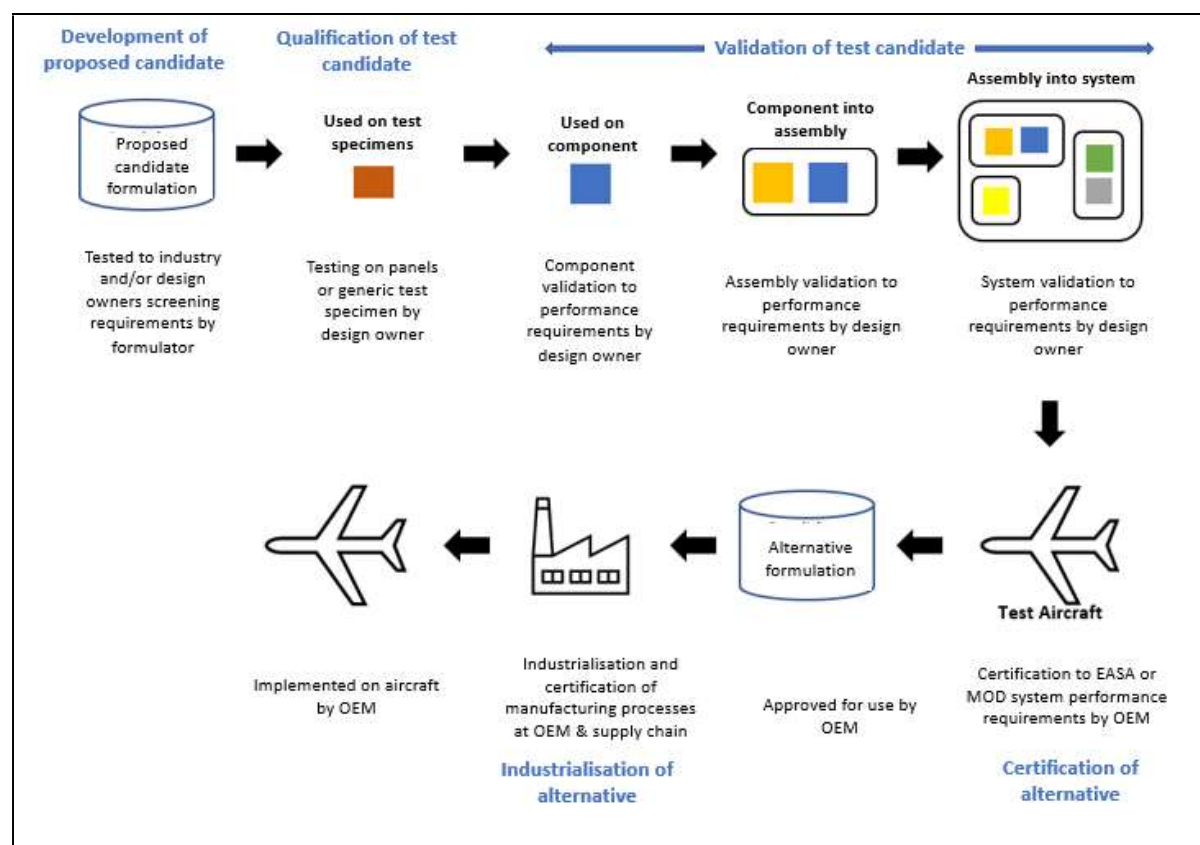 Development of
proposed candidate
Qualification of test
candidate
Validation of test candidate
Proposed
candidate
formulation
Used on test
specimens
Used on
component
Component into
assembly
Assembly into system
Tested to industry
and/or design
owners screening
requirements by
formulator
Testing on panels
or generic test
specimen by
design owner
Component
validation to
performance
requirements by
design owner
Assembly validation to
performance
requirements by design
owner
System validation to
performance
requirements by design
owner
Alternative
formulation
Test Aircraft
Implemented on aircraft
by OEM
Industrialisation and
certification of
manufacturing processes
at OEM & supply chain
Approved for use by
OEM
Certification to EASA or
MOD system performance
requirements by OEM
Industrialisation of
alternative
Certification of
alternative